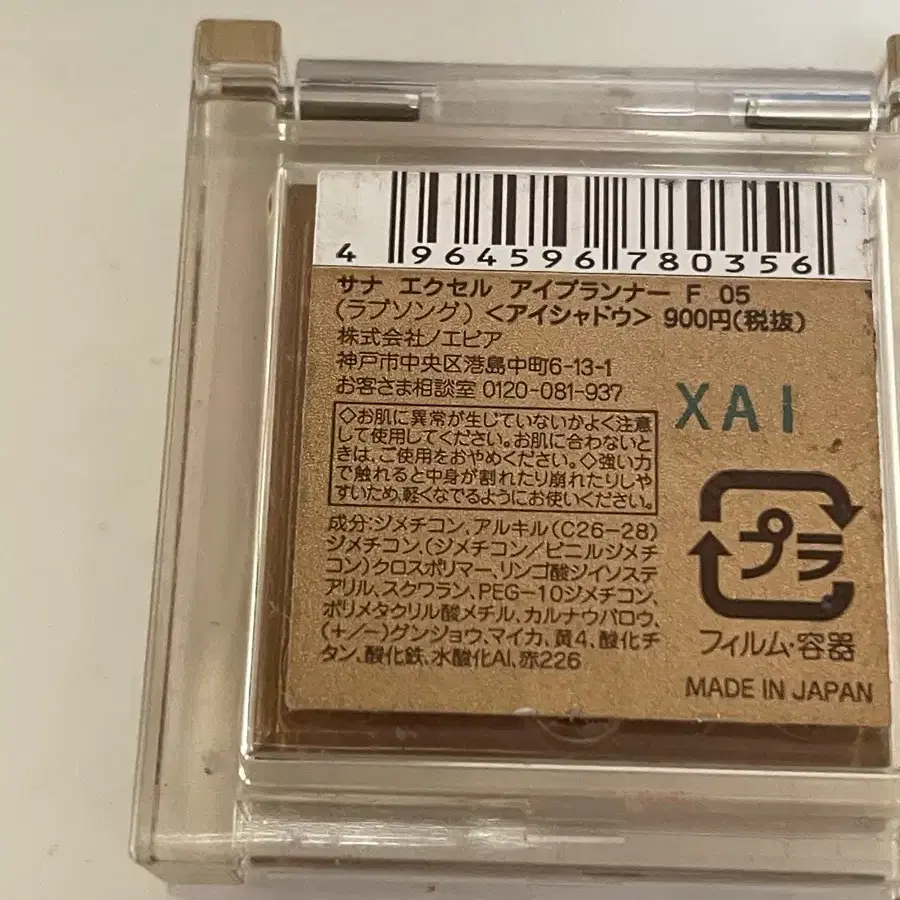 4 964596 780356
サナ エクセル アイプランナー F 05
(ラブソング) <アイシャドウ> 900円(税抜)
株式会社ノエビア
神戸市中央区港島中町6-13-1
お客さま相談室 0120-081-937
XAI
◇お肌に異常が生じていないかよく注意
して使用してください。お肌に合わないと
きは、ご使用をおやめください。◇強い力
で触れると中身が割れたり崩れたりしや
すいため、軽くなでるようにお使いください。
成分:ジメチコン、アルキル(C26-28)
ジメチコン、(ジメチコン/ビニルジメチ
コン)クロスポリマー、リンゴ酸ジイソステ
アリル、スクワラン、PEG-10ジメチコン、
ポリメタクリル酸メチル、カルナウバロウ、
(+/-)グンジョウ、マイカ、黄4、酸化チ
タン、酸化鉄、水酸化Al、赤226
プラ
フィルム・容器
MADE IN JAPAN